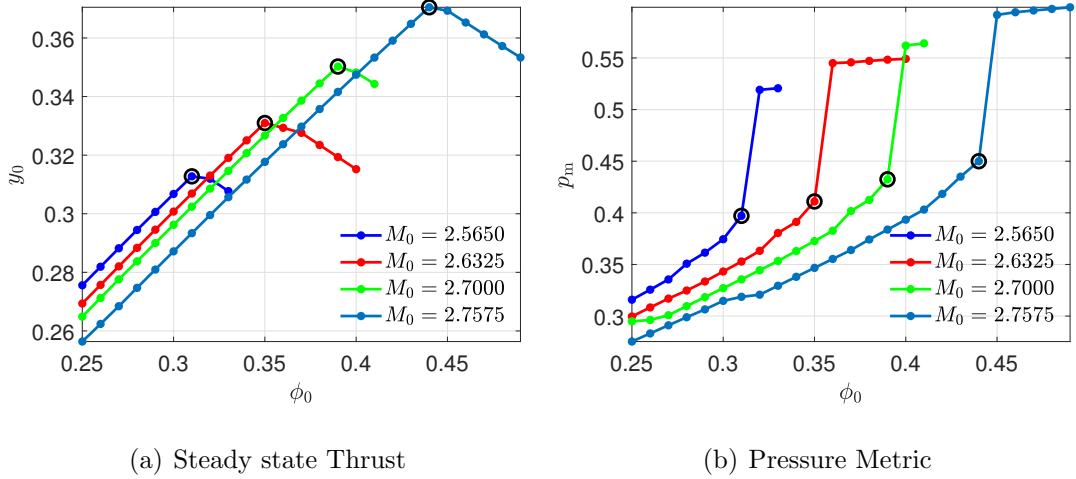 0.36
0.34
0.32
0.3
0.28
0.26
y₀
0.25
0.3
0.35
0.4
0.45
ϕ₀
M₀ = 2.5650
M₀ = 2.6325
M₀ = 2.7000
M₀ = 2.7575
(a) Steady state Thrust
0.55
0.5
0.45
0.4
0.35
0.3
pₘ
0.25
0.3
0.35
0.4
0.45
ϕ₀
M₀ = 2.5650
M₀ = 2.6325
M₀ = 2.7000
M₀ = 2.7575
(b) Pressure Metric